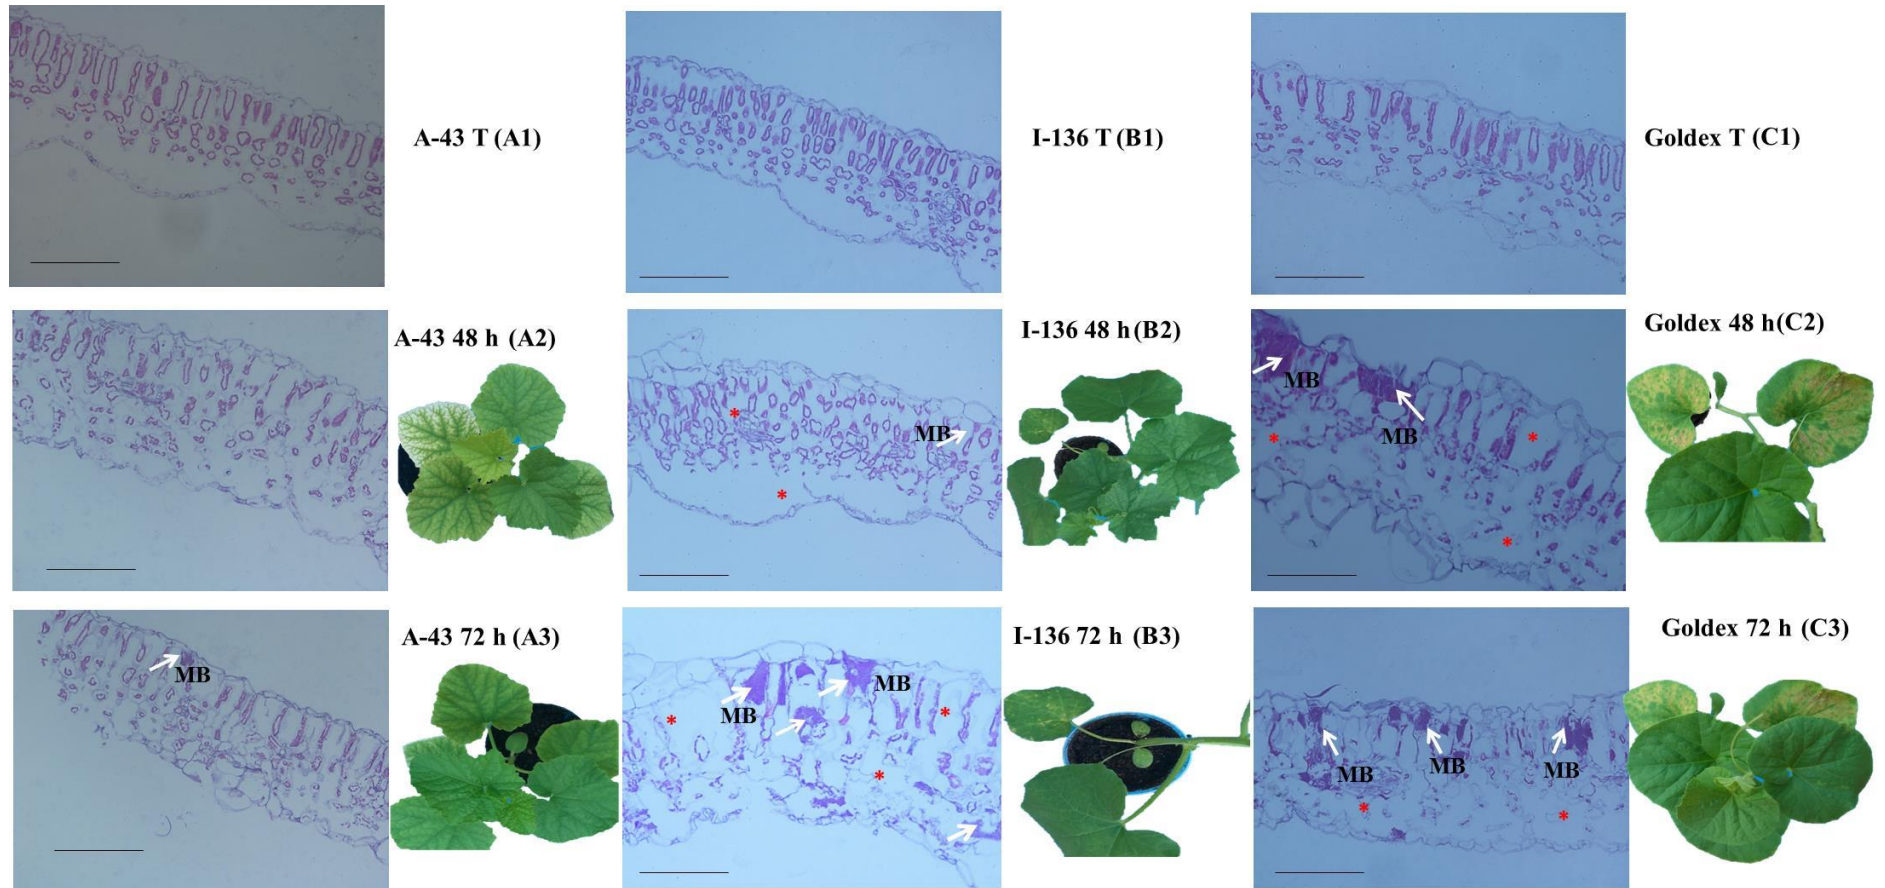 A-43 T (A1)
I-136 T (B1)
Goldex T (C1)
A-43 48 h (A2)
I-136 48 h (B2)
Goldex 48 h(C2)
MB
MB
MB
A-43 72 h (A3)
I-136 72 h (B3)
Goldex 72 h (C3)
MB
MB
MB
MB
MB
MB